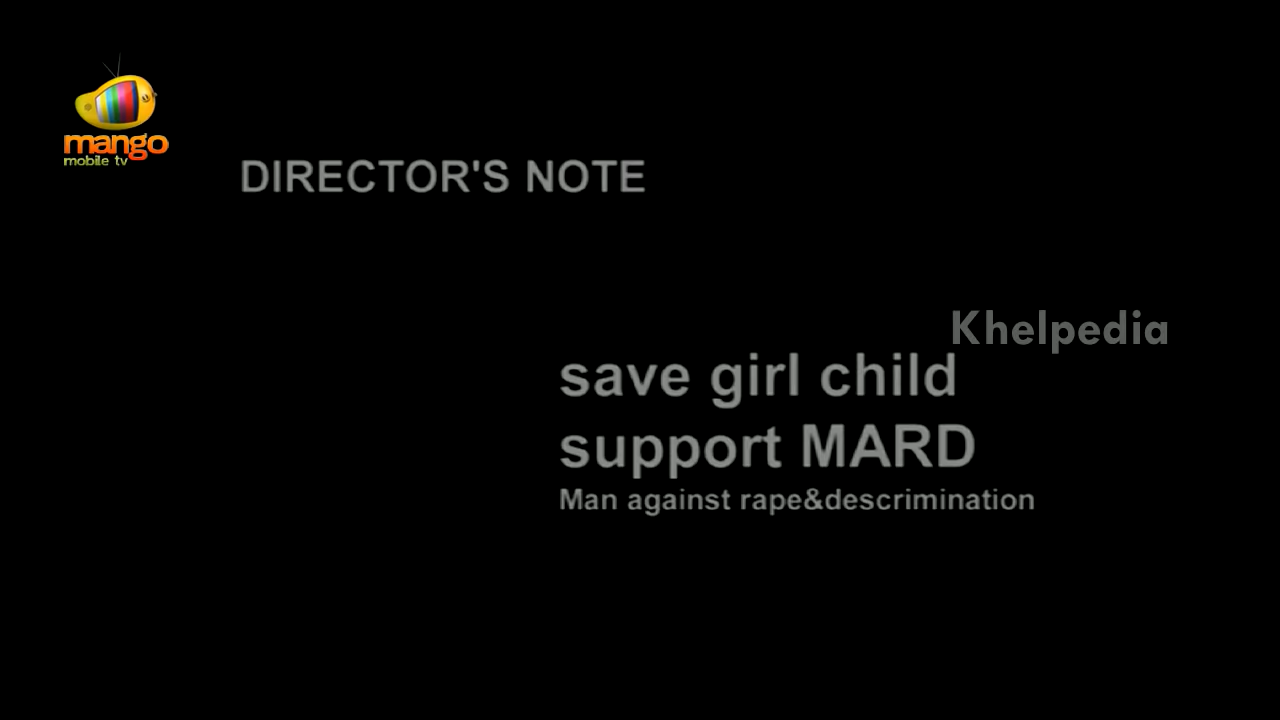 mango
mobile tv
DIRECTOR'S NOTE
Khelpedia
save girl child
support MARD
Man against rape&descrimination